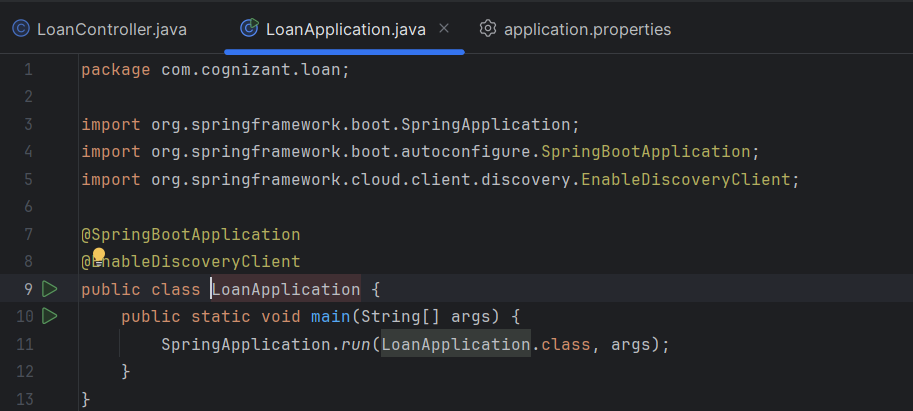 LoanController.java LoanApplication.java application.properties
1 package com.cognizant.loan;
2
3 import org.springframework.boot.SpringApplication;
4 import org.springframework.boot.autoconfigure.SpringBootApplication;
5 import org.springframework.cloud.client.discovery.EnableDiscoveryClient;
6
7 @SpringBootApplication
8 @EnableDiscoveryClient
9 public class LoanApplication {
10 public static void main(String[] args) {
11 SpringApplication.run(LoanApplication.class, args);
12 }
13 }